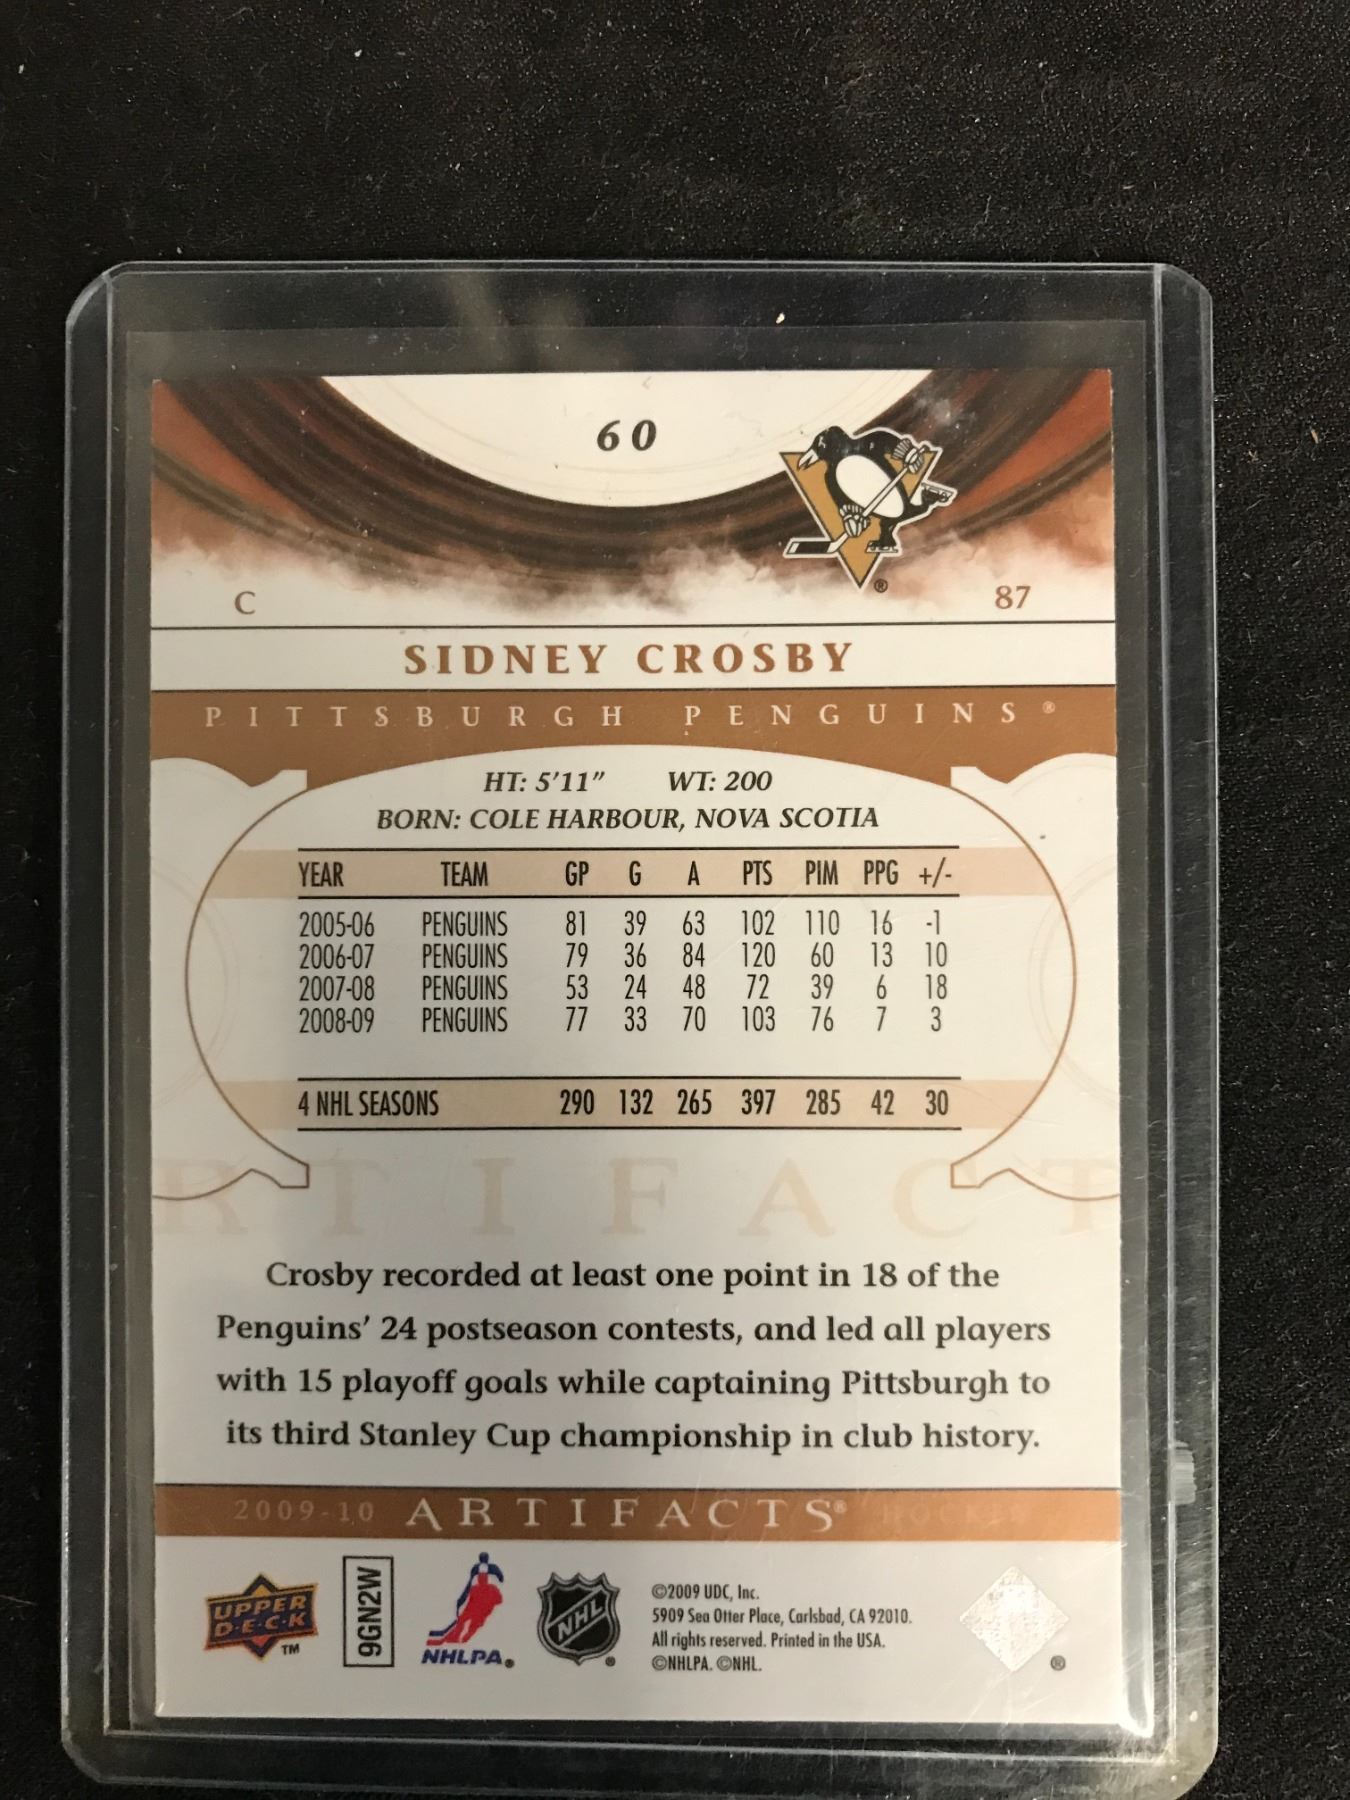 60
C 87
SIDNEY CROSBY
PITTSBURGH PENGUINS®
HT: 5'11" WT: 200
BORN: COLE HARBOUR, NOVA SCOTIA
YEAR TEAM GP G A PTS PIM PPG +/-
2005-06 PENGUINS 81 39 63 102 110 16 -1
2006-07 PENGUINS 79 36 84 120 60 13 10
2007-08 PENGUINS 53 24 48 72 39 6 18
2008-09 PENGUINS 77 33 70 103 76 7 3
4 NHL SEASONS 290 132 265 397 285 42 30
RTIFACT
Crosby recorded at least one point in 18 of the
Penguins' 24 postseason contests, and led all players
with 15 playoff goals while captaining Pittsburgh to
its third Stanley Cup championship in club history.
2009-10 ARTIFACTS® HOCKEY
UPPER DECK™
9GN2W
NHLPA®
NHL®
©2009 UDC, Inc.
5909 Sea Otter Place, Carlsbad, CA 92010.
All rights reserved. Printed in the USA.
©NHLPA. ©NHL.
®